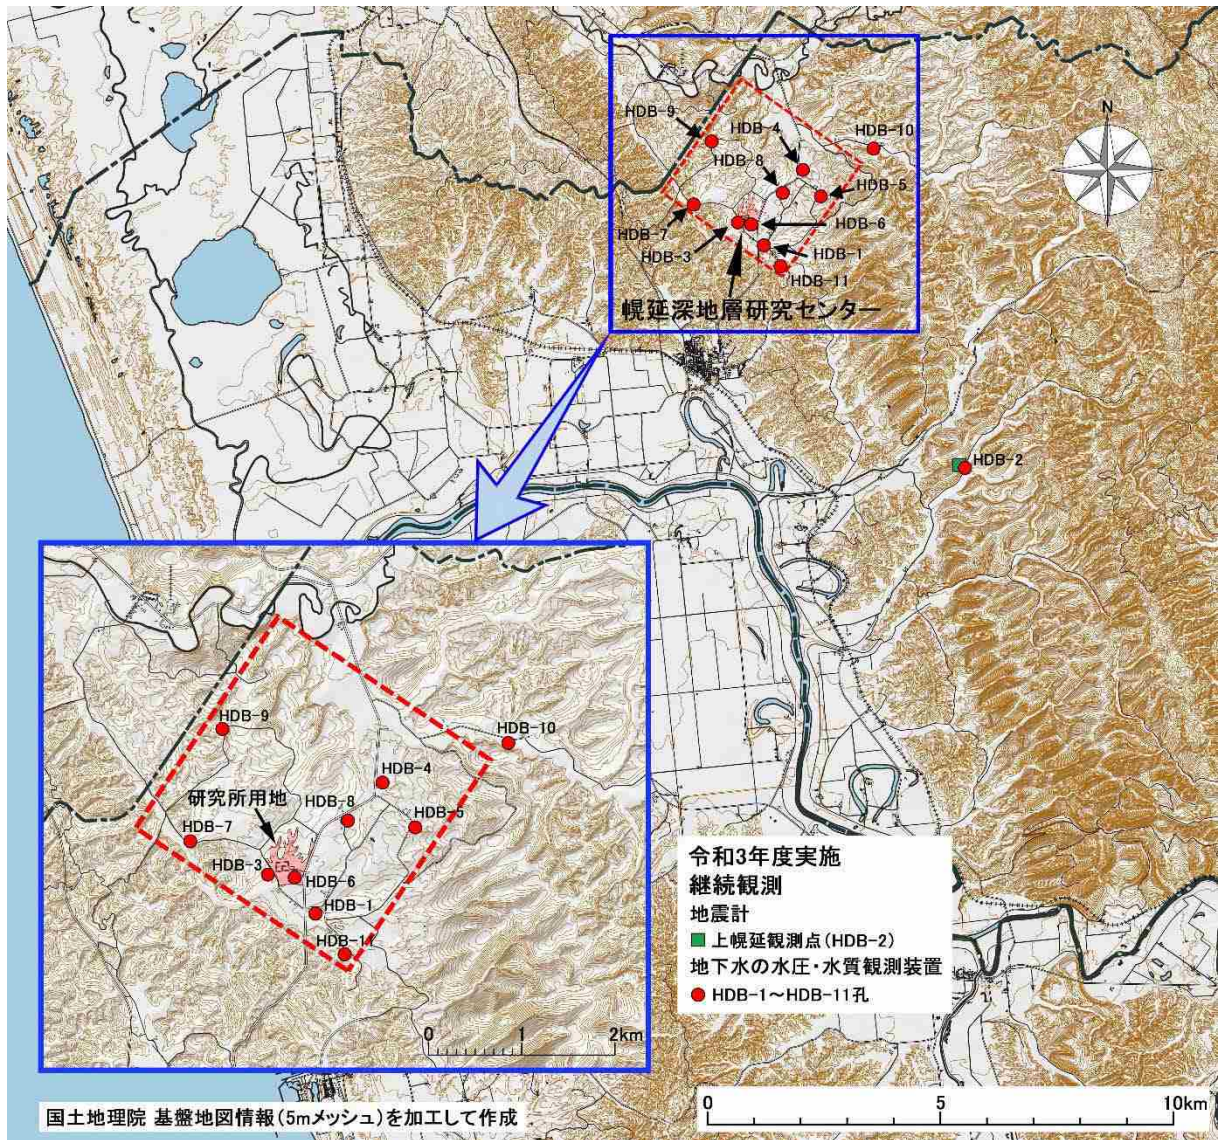 N
HDB-9
HDB-4
HDB-10
HDB-8
HDB-5
HDB-7
HDB-6
HDB-3
HDB-1
HDB-11
幌延深地層研究センター
HDB-2
HDB-9
HDB-10
HDB-4
研究所用地
HDB-8
HDB-5
HDB-7
HDB-3
HDB-6
HDB-1
HDB-11
0 1 2km
令和3年度実施
継続観測
地震計
上幌延観測点(HDB-2)
地下水の水圧・水質観測装置
HDB-1～HDB-11孔
国土地理院 基盤地図情報(5mメッシュ)を加工して作成
0 5 10km